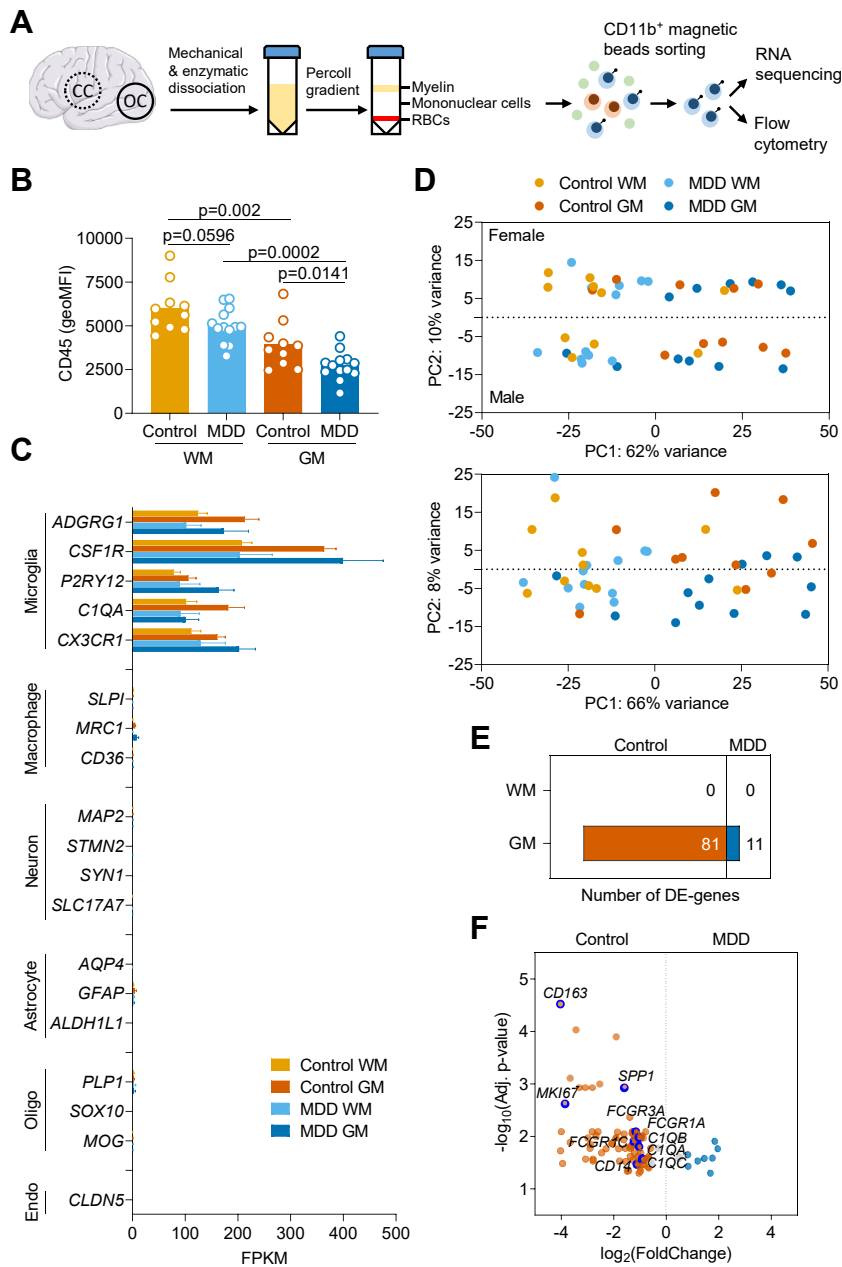 A
CC
OC
Mechanical
& enzymatic
dissociation
Percoll
gradient
Myelin
Mononuclear cells
RBCs
CD11b⁺ magnetic
beads sorting
RNA
sequencing
Flow
cytometry
B
p=0.002
p=0.0596
p=0.0002
p=0.0141
CD45 (geoMFI)
10000
7500
5000
2500
0
Control MDD Control MDD
WM GM
C
Microglia
ADGRG1
CSF1R
P2RY12
C1QA
CX3CR1
Macrophage
SLPI
MRC1
CD36
Neuron
MAP2
STMN2
SYN1
SLC17A7
Astrocyte
AQP4
GFAP
ALDH1L1
Oligo
PLP1
SOX10
MOG
Endo
CLDN5
Control WM
Control GM
MDD WM
MDD GM
0 100 200 300 400 500
FPKM
D
Control WM MDD WM
Control GM MDD GM
Female
Male
PC2: 10% variance
25
15
5
-5
-15
-25
-50 -25 0 25 50
PC1: 62% variance
PC2: 8% variance
25
15
5
-5
-15
-25
-50 -25 0 25 50
PC1: 66% variance
E
Control MDD
WM 0 0
GM 81 11
Number of DE-genes
F
Control MDD
-log₁₀(Adj. p-value)
5
4
3
2
1
CD163
SPP1
MKI67
FCGR3A
FCGR1A
FCGR1C C1QB
C1QA
CD14 C1QC
-4 -2 0 2 4
log₂(FoldChange)